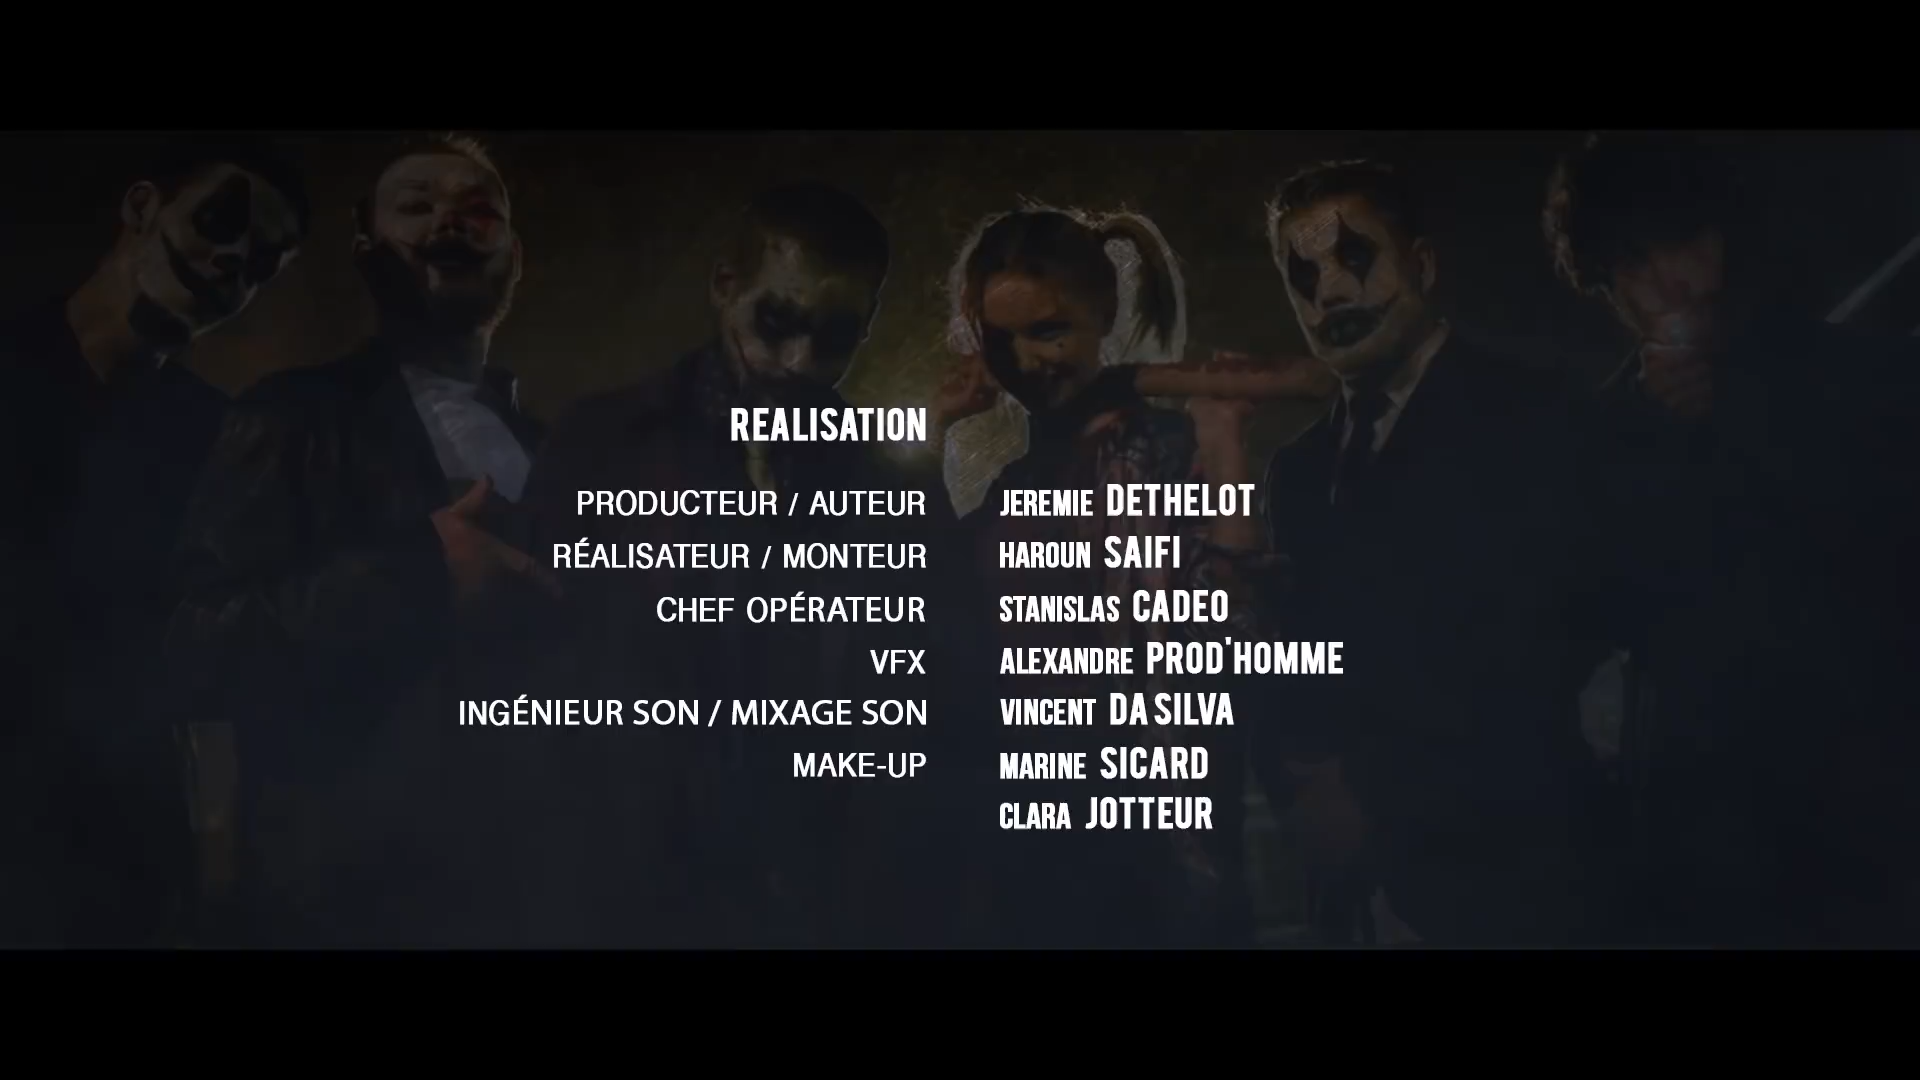 REALISATION
PRODUCTEUR / AUTEUR JEREMIE DETHELOT
RÉALISATEUR / MONTEUR HAROUN SAIFI
CHEF OPÉRATEUR STANISLAS CADEO
VFX ALEXANDRE PROD'HOMME
INGÉNIEUR SON / MIXAGE SON VINCENT DA SILVA
MAKE-UP MARINE SICARD
CLARA JOTTEUR